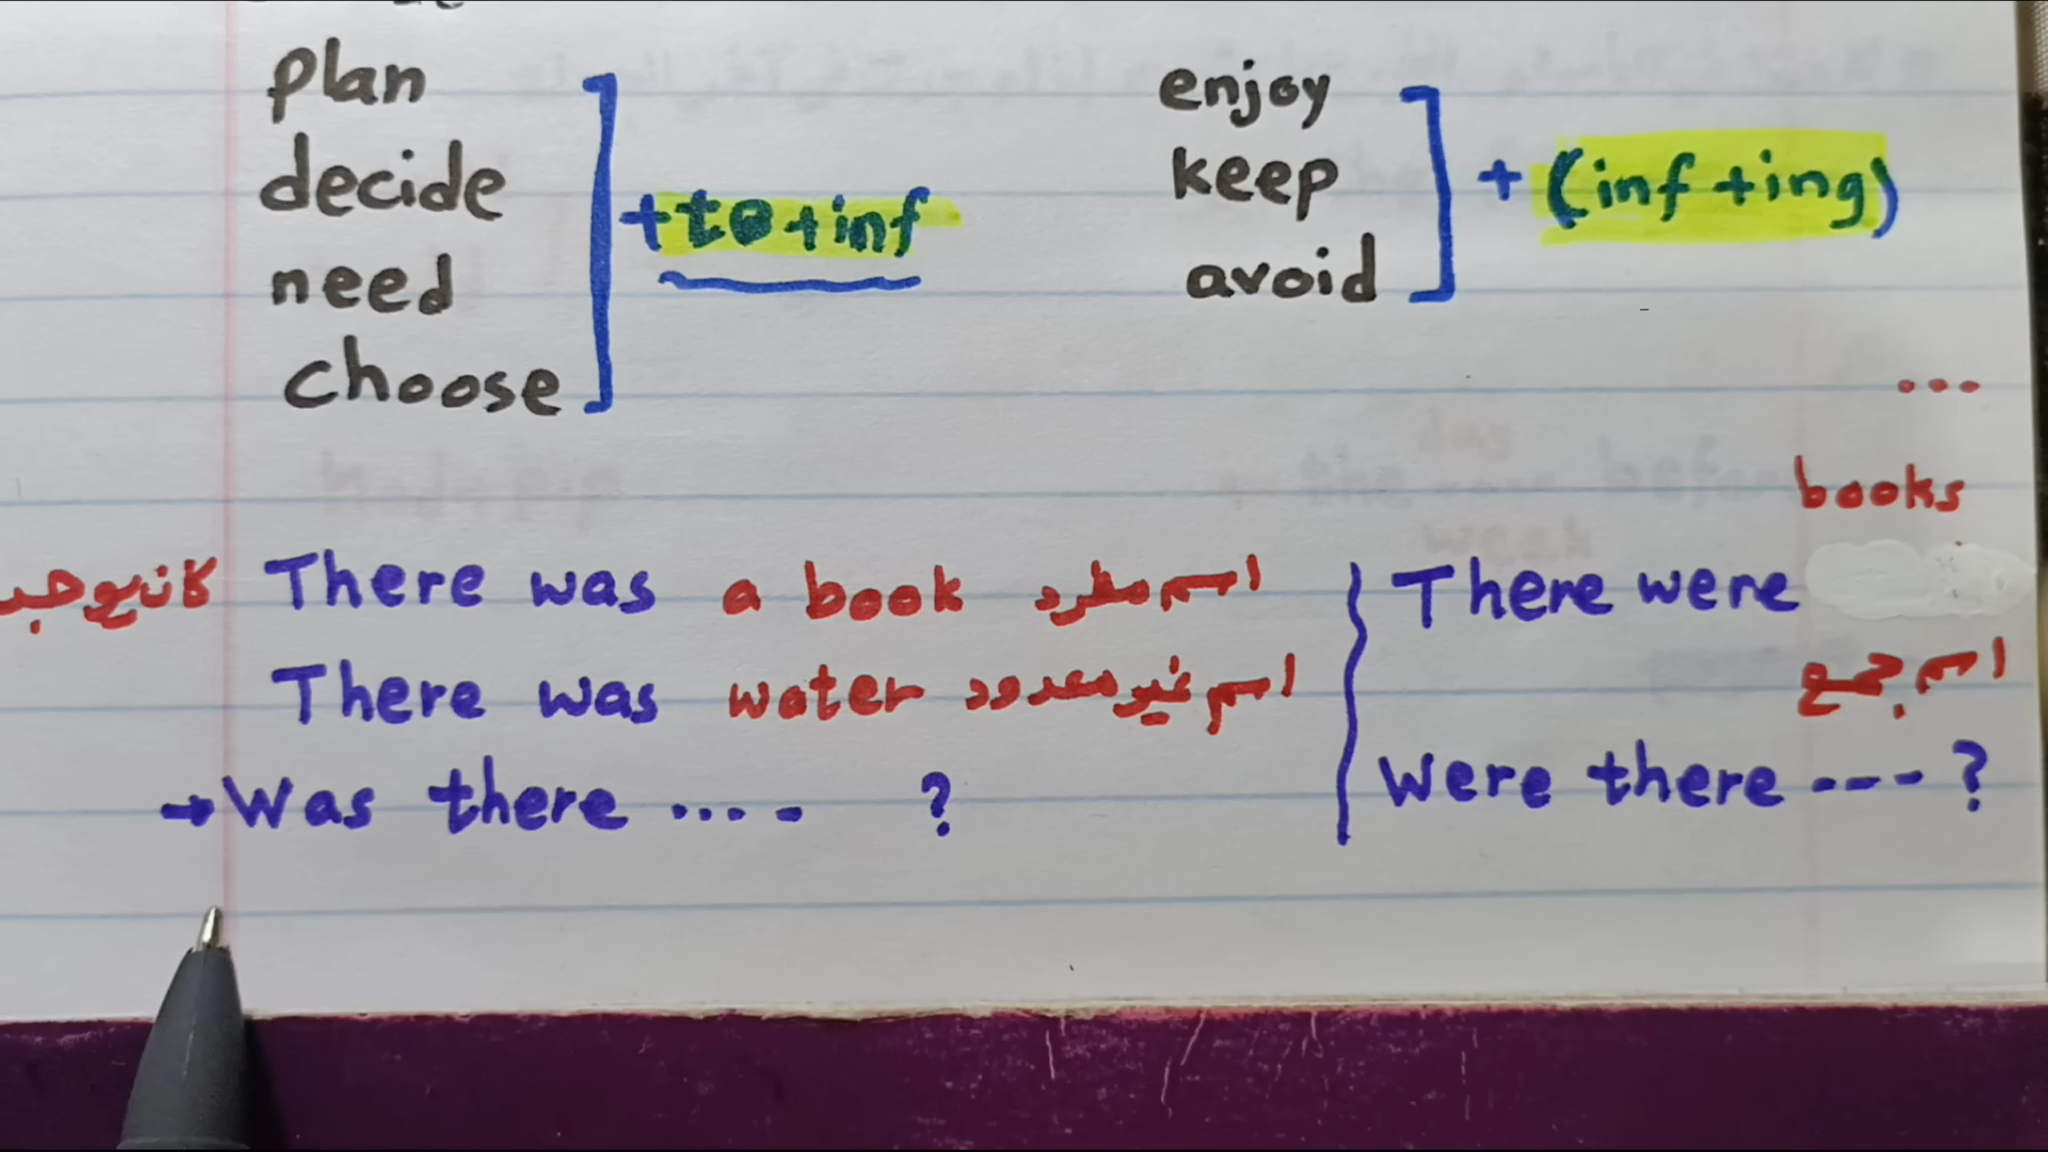 plan
decide
need
choose
+to+inf
enjoy
keep
avoid
+ (inf +ing)
...
books
كان يوجد There was a book اسم مفرد
There was water اسم غير معدود
→ Was there ..... ?
There were
اسم جمع
Were there ---- ?